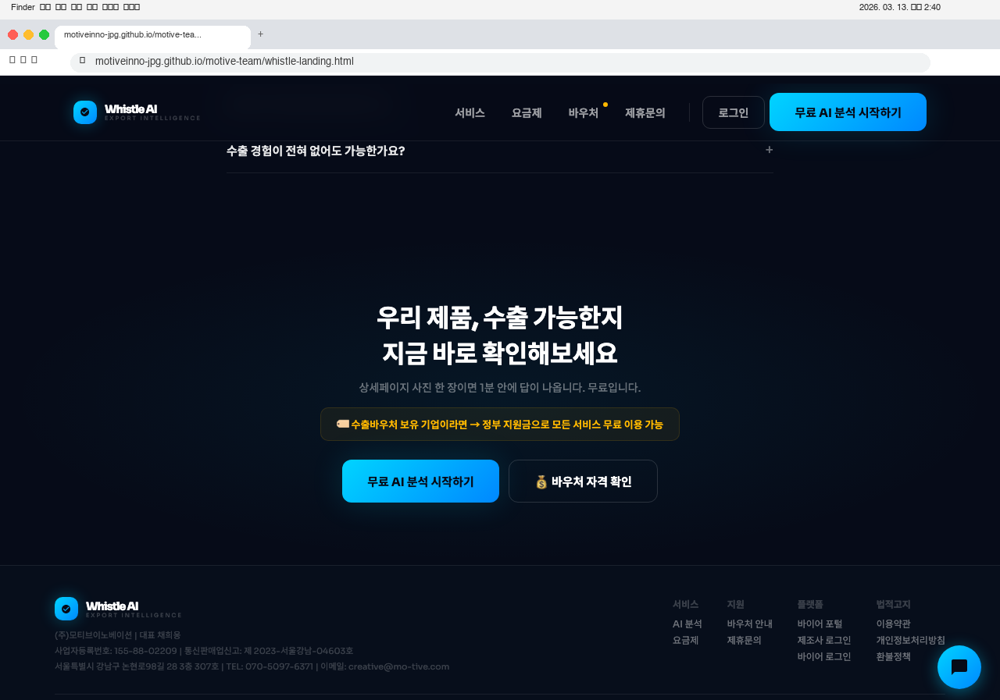 Finder
2026. 03. 13. 2:40
motiveinno-jpg.github.io/motive-tea...
+
motiveinno-jpg.github.io/motive-team/whistle-landing.html
Whistle AI
EXPORT INTELLIGENCE
서비스
요금제
바우처
제휴문의
로그인
무료 AI 분석 시작하기
수출 경험이 전혀 없어도 가능한가요?
+
우리 제품, 수출 가능한지
지금 바로 확인해보세요
상세페이지 사진 한 장이면 1분 안에 답이 나옵니다. 무료입니다.
수출바우처 보유 기업이라면 → 정부 지원금으로 모든 서비스 무료 이용 가능
무료 AI 분석 시작하기
바우처 자격 확인
Whistle AI
EXPORT INTELLIGENCE
(주)모티브이노베이션 | 대표 채희웅
사업자등록번호: 155-88-02209 | 통신판매업신고: 제 2023-서울강남-04603호
서울특별시 강남구 논현로98길 28 3층 307호 | TEL: 070-5097-6371 | 이메일: creative@mo-tive.com
서비스
AI 분석
요금제
지원
바우처 안내
제휴문의
플랫폼
바이어 포털
제조사 로그인
바이어 로그인
법적고지
이용약관
개인정보처리방침
환불정책